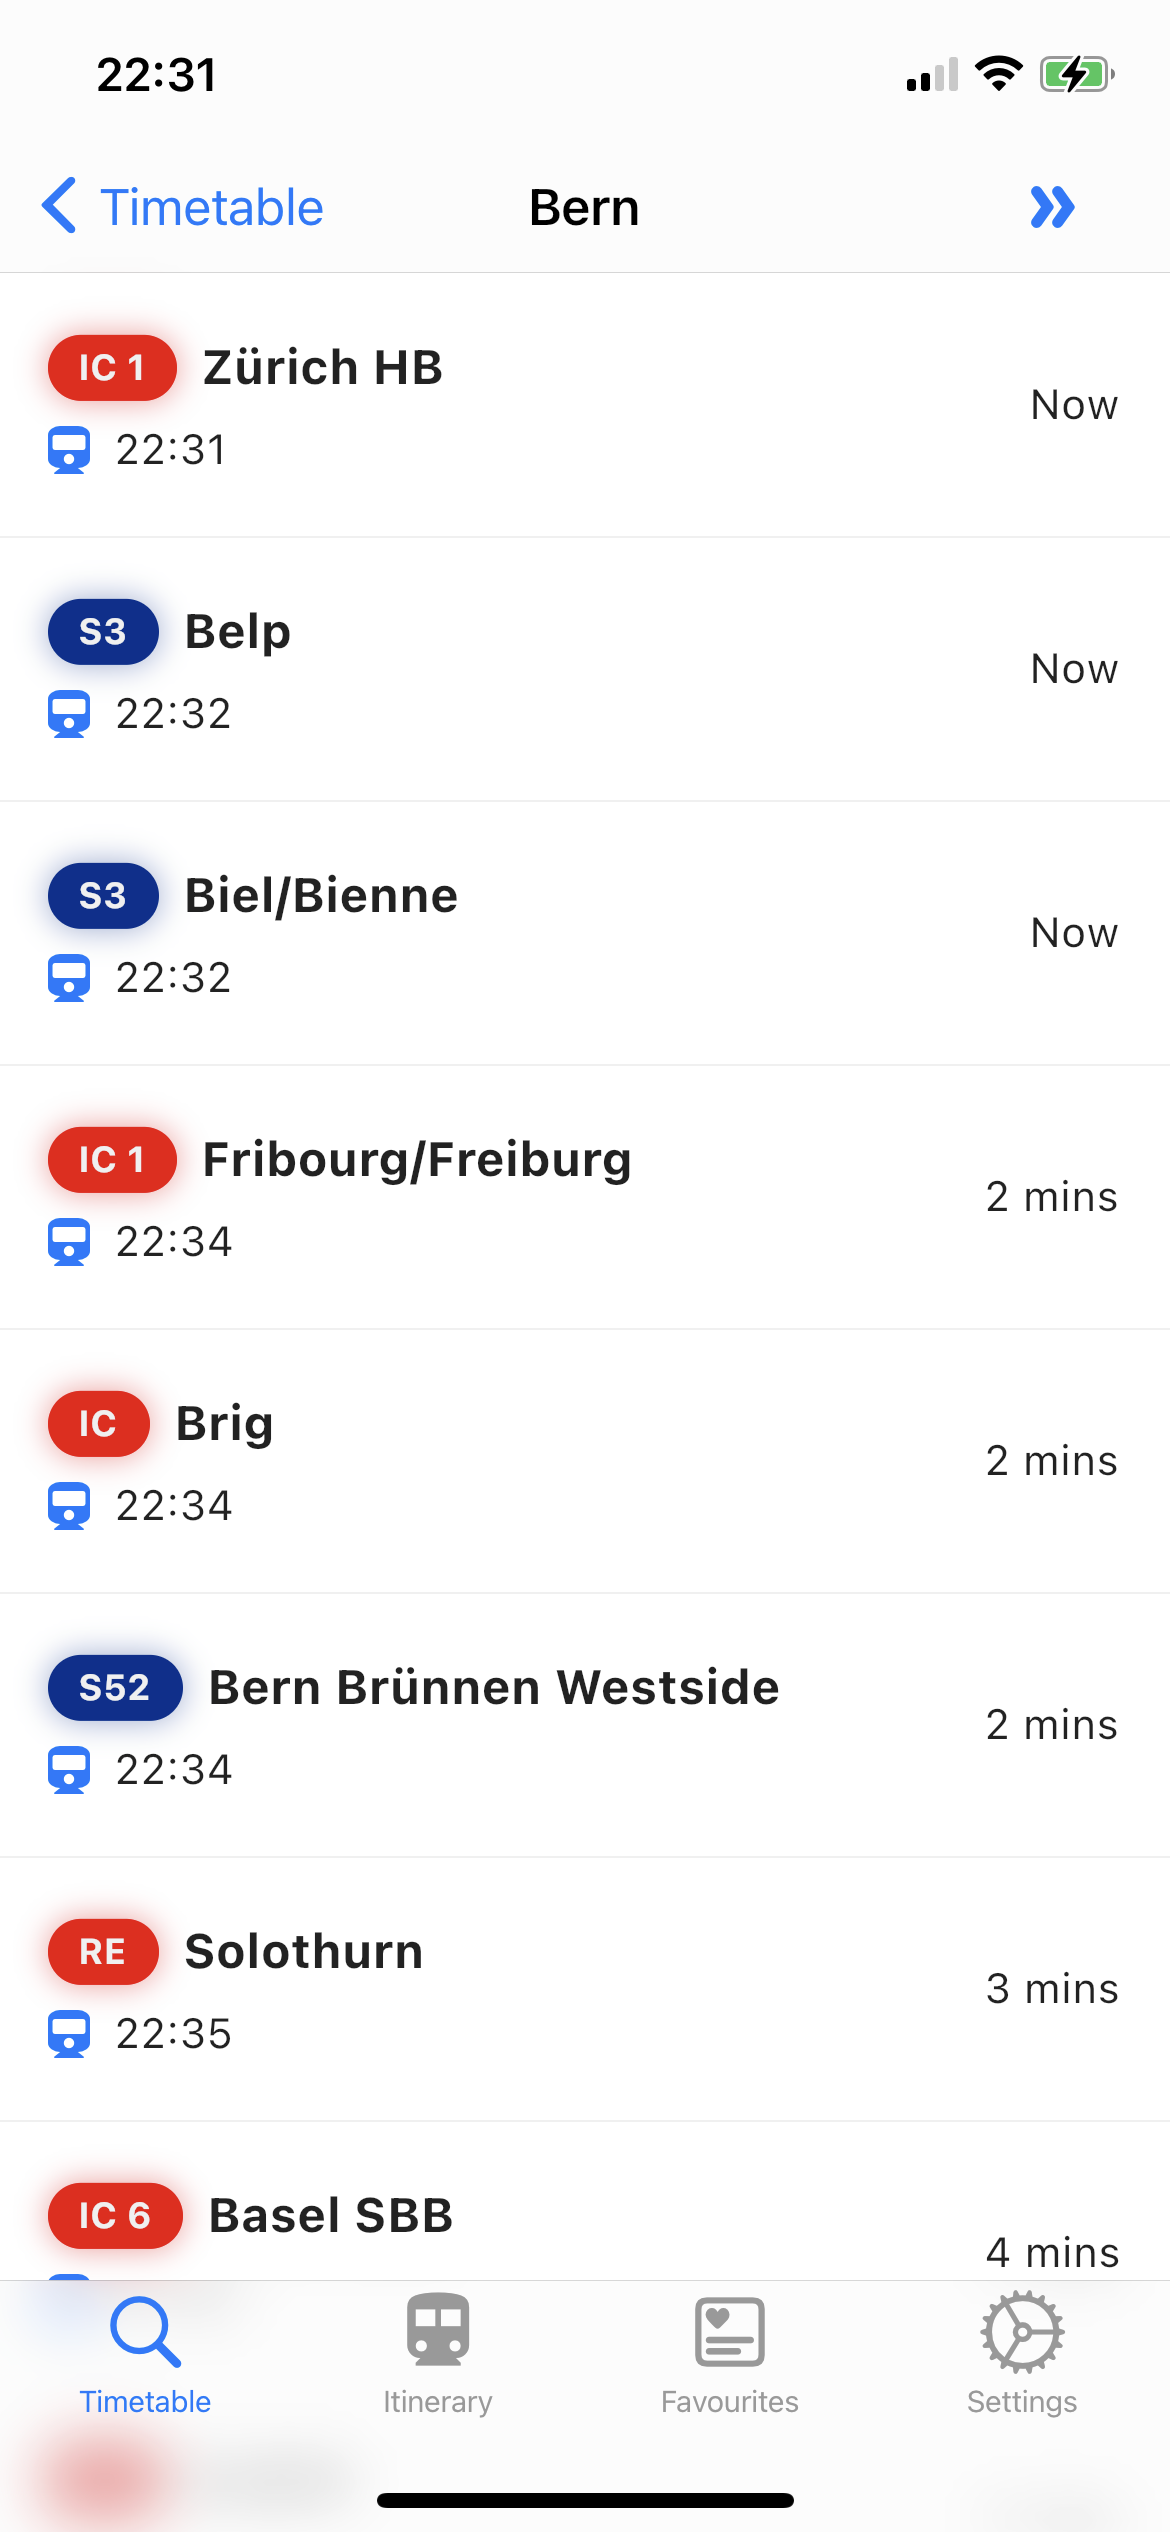 22:31
Timetable
Bern
IC 1 Zürich HB
Now
22:31
S3 Belp
Now
22:32
S3 Biel/Bienne
Now
22:32
IC 1 Fribourg/Freiburg
2 mins
22:34
IC Brig
2 mins
22:34
S52 Bern Brünnen Westside
2 mins
22:34
RE Solothurn
3 mins
22:35
IC 6 Basel SBB
4 mins
Timetable
Itinerary
Favourites
Settings